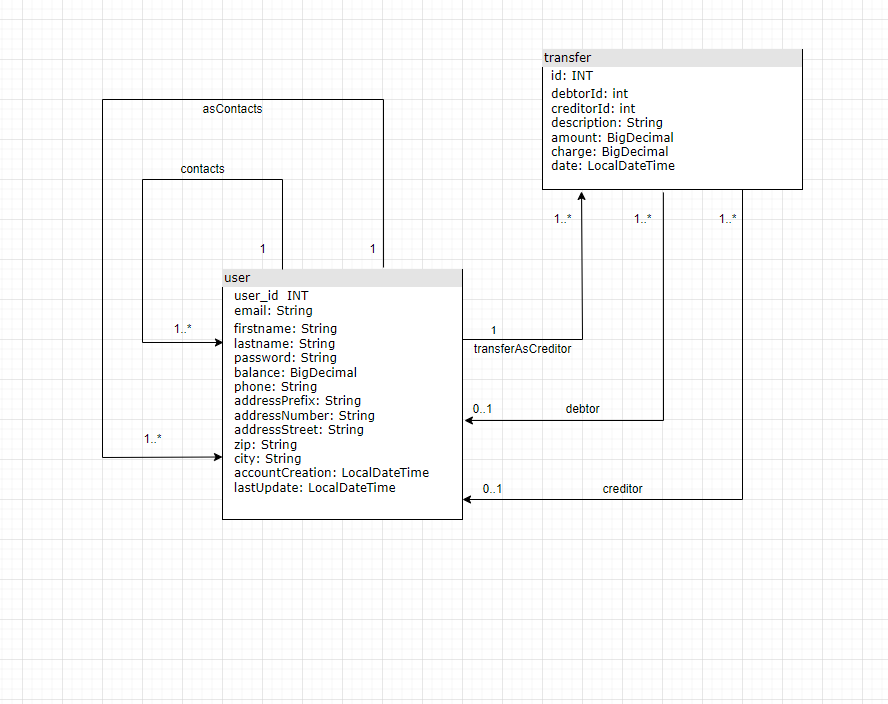 transfer
id: INT
debtorId: int
creditorId: int
description: String
amount: BigDecimal
charge: BigDecimal
date: LocalDateTime
asContacts
contacts
1..*
1..*
1..*
1
1
user
user_id  INT
email: String
firstname: String
lastname: String
password: String
balance: BigDecimal
phone: String
addressPrefix: String
addressNumber: String
addressStreet: String
zip: String
city: String
accountCreation: LocalDateTime
lastUpdate: LocalDateTime
1..*
1..*
1
transferAsCreditor
0..1
debtor
0..1
creditor